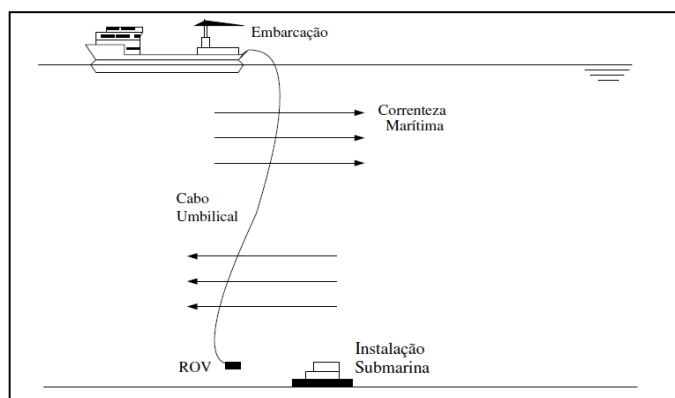 Embarcação
Correnteza
Marítima
Cabo
Umbilical
ROV
Instalação
Submarina